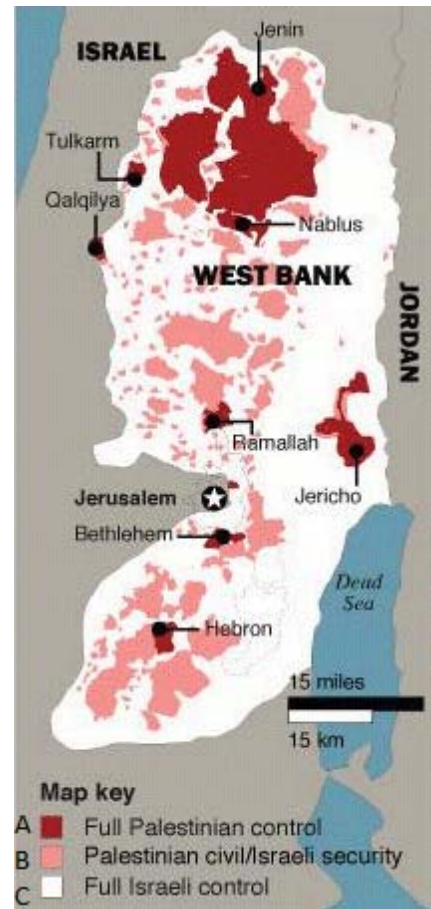 Jenin
ISRAEL
Tulkarm
Qalqilya
Nablus
WEST BANK
JORDAN
Ramallah
Jerusalem
Jericho
Bethlehem
Dead
Sea
Hebron
15 miles
15 km
Map key
A Full Palestinian control
B Palestinian civil/Israeli security
C Full Israeli control